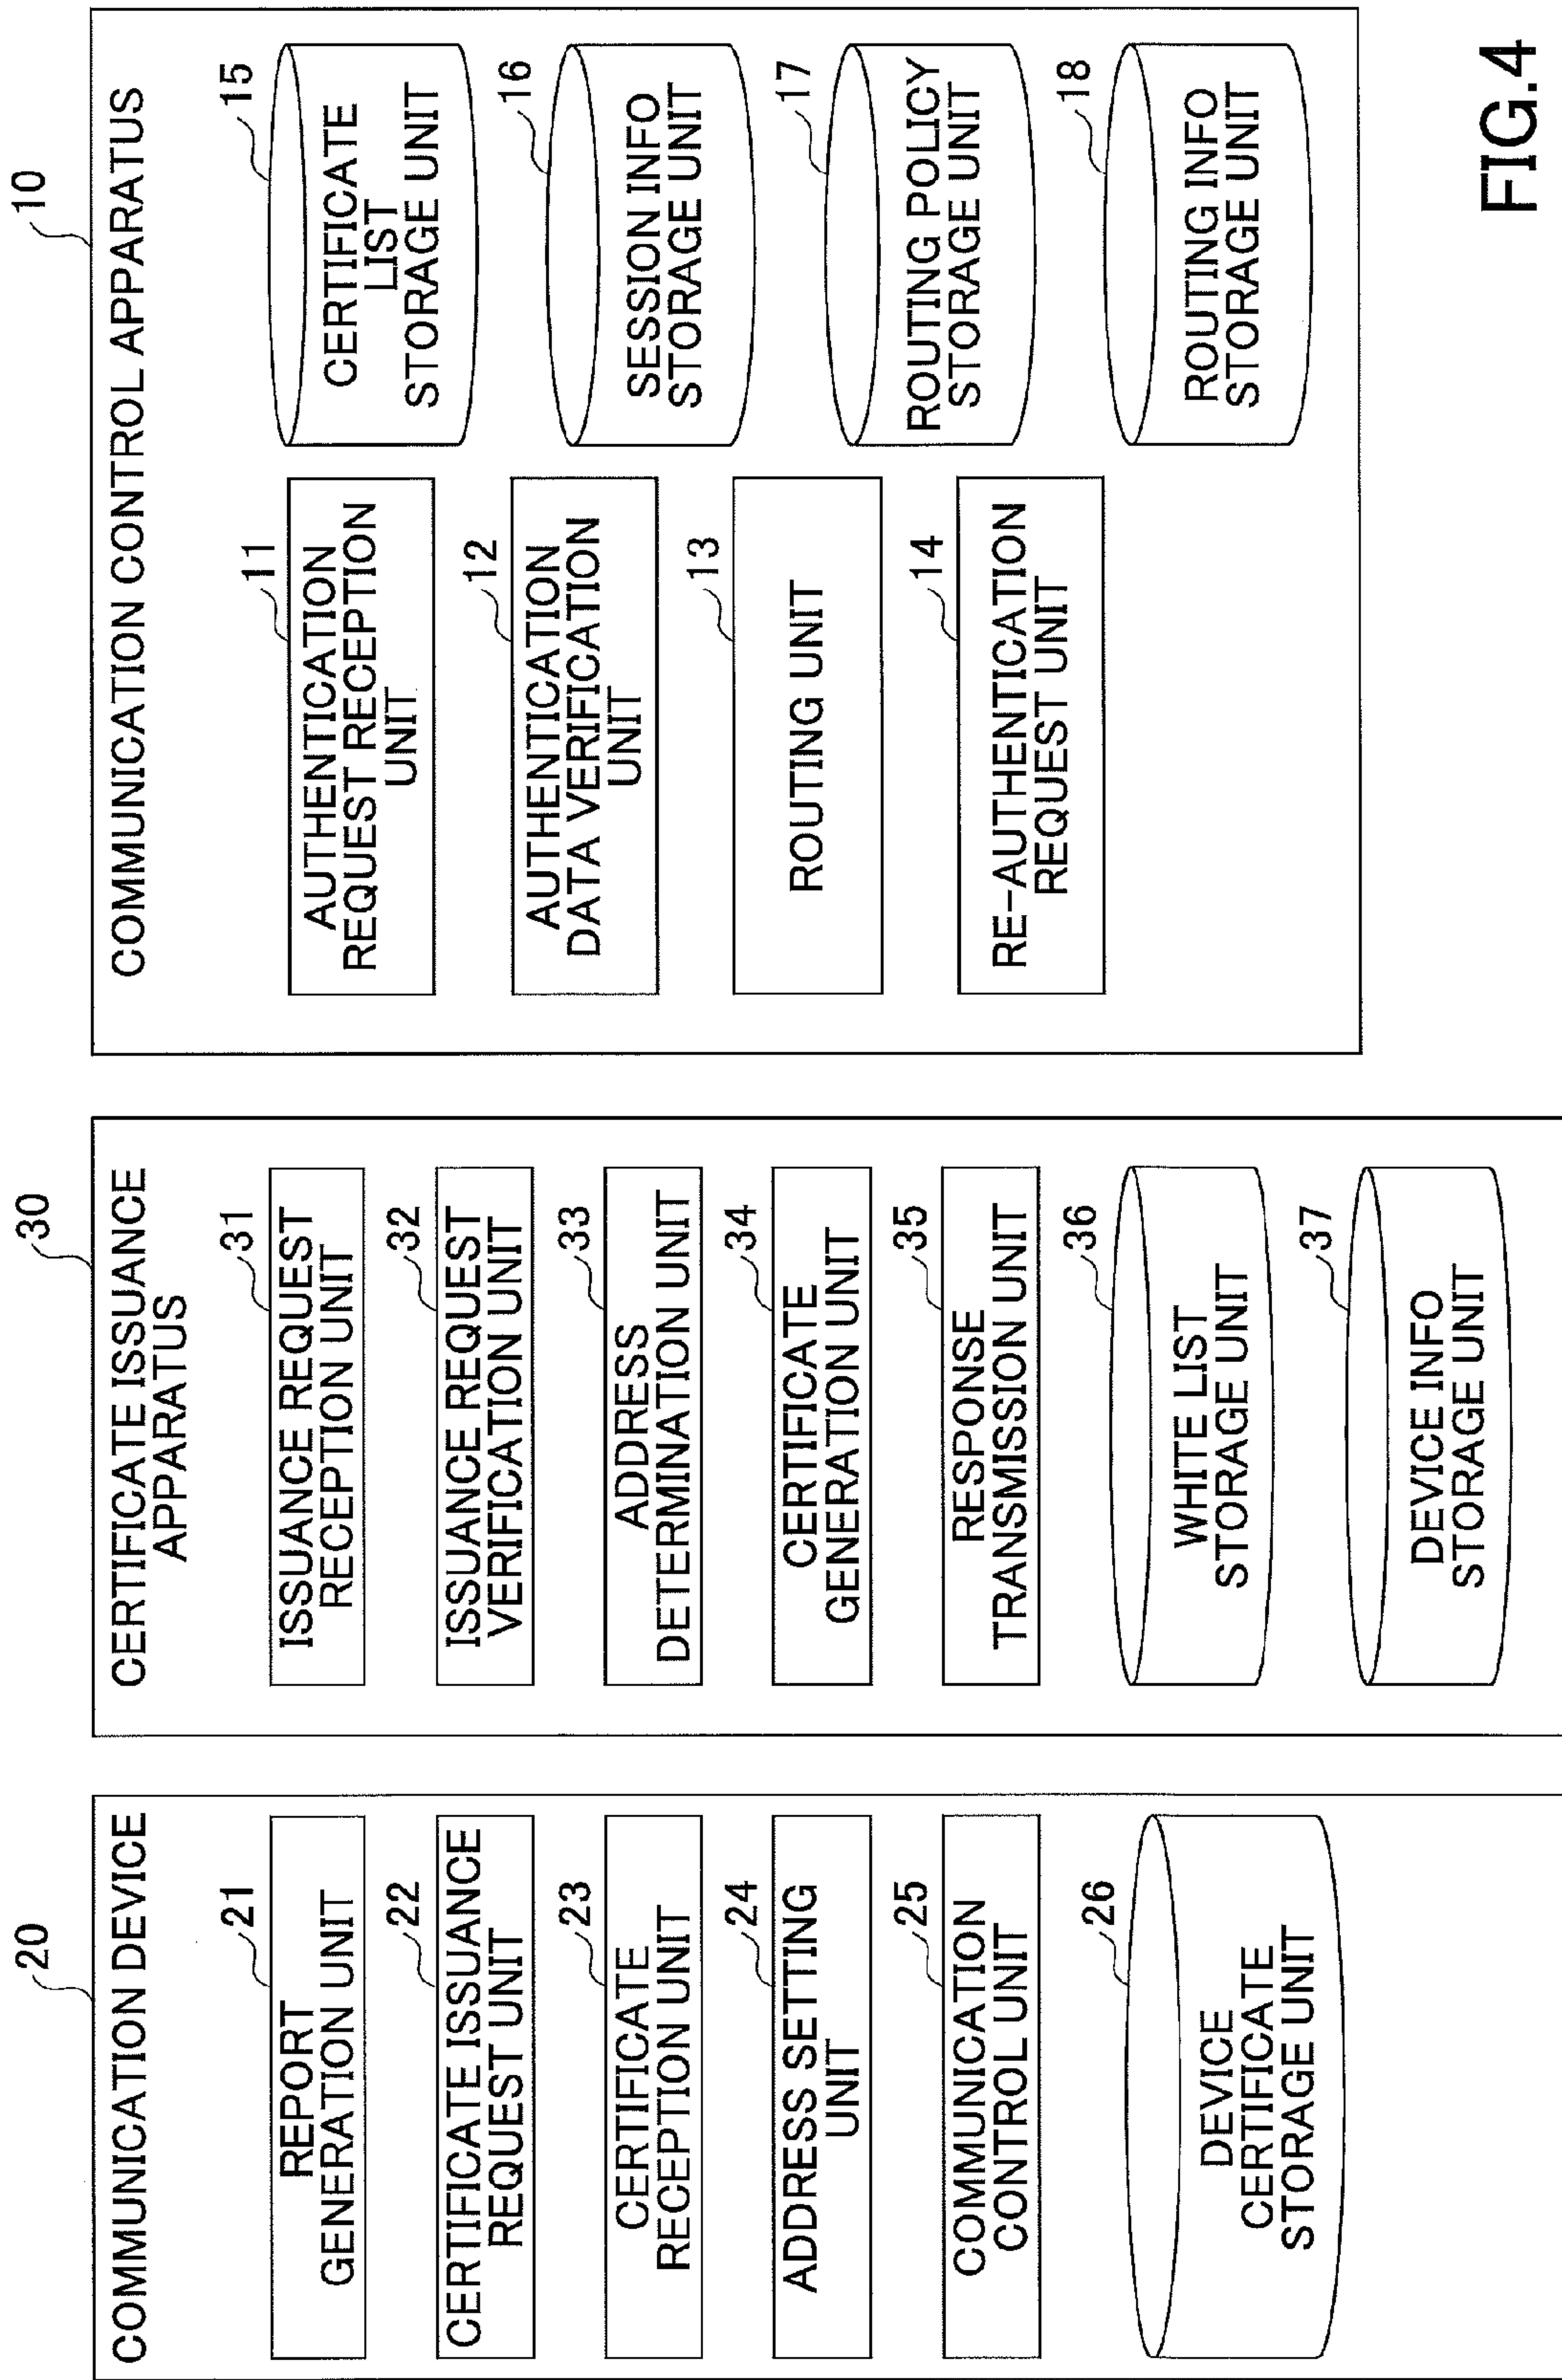 20
COMMUNICATION DEVICE
21
REPORT
GENERATION UNIT
22
CERTIFICATE ISSUANCE
REQUEST UNIT
23
CERTIFICATE
RECEPTION UNIT
24
ADDRESS SETTING
UNIT
25
COMMUNICATION
CONTROL UNIT
26
DEVICE
CERTIFICATE
STORAGE UNIT
30
CERTIFICATE ISSUANCE
APPARATUS
31
ISSUANCE REQUEST
RECEPTION UNIT
32
ISSUANCE REQUEST
VERIFICATION UNIT
33
ADDRESS
DETERMINATION UNIT
34
CERTIFICATE
GENERATION UNIT
35
RESPONSE
TRANSMISSION UNIT
36
WHITE LIST
STORAGE UNIT
37
DEVICE INFO
STORAGE UNIT
10
COMMUNICATION CONTROL APPARATUS
11
AUTHENTICATION
REQUEST RECEPTION
UNIT
12
AUTHENTICATION
DATA VERIFICATION
UNIT
13
ROUTING UNIT
14
RE-AUTHENTICATION
REQUEST UNIT
15
CERTIFICATE
LIST
STORAGE UNIT
16
SESSION INFO
STORAGE UNIT
17
ROUTING POLICY
STORAGE UNIT
18
ROUTING INFO
STORAGE UNIT
FIG.4